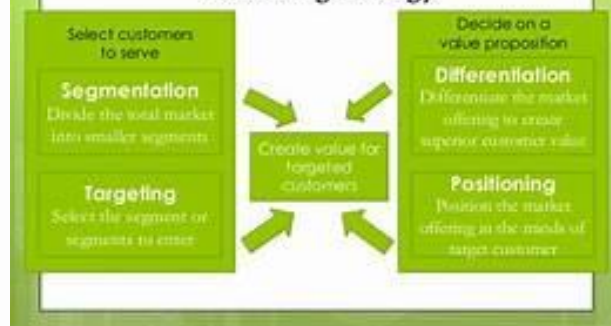 Select customers
to serve
Segmentation
Divide the total market
into smaller segments
Targeting
Select the segment or
segments to enter
Create value for
targeted
customers
Decide on a
value proposition
Differentiation
Differentiate the market
offering to create
superior customer value
Positioning
Position the market
offering in the minds of
target customer